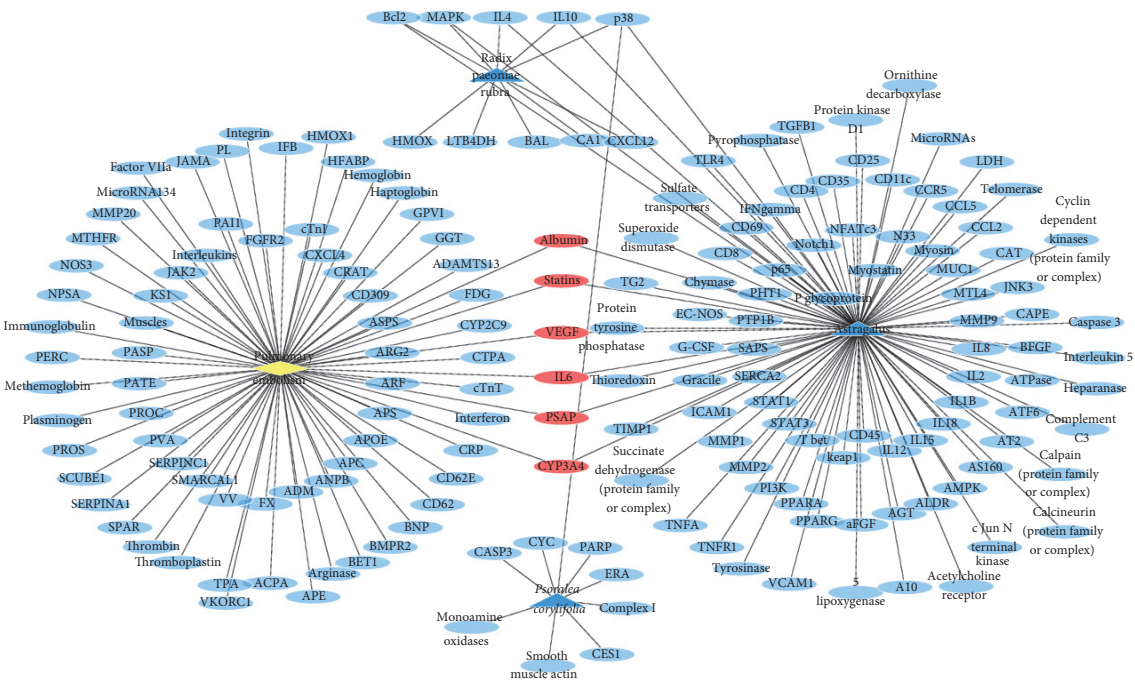 Bcl2
MAPK
IL4
IL10
p38
Radix
paeoniae
rubra
HMOX
LTB4DH
BAL
CA1
CXCL12
Integrin
PL
IFB
HMOX1
Factor VIIa
JAMA
HFABP
Hemoglobin
MicroRNA134
Haptoglobin
MMP20
PAI1
cTnI
GPVI
MTHFR
FGFR2
GGT
Interleukins
CXCL4
NOS3
JAK2
CRAT
ADAMTS13
NPSA
KS1
CD309
FDG
Immunoglobulin
Muscles
ASPS
CYP2C9
PERC
PASP
Pulmonary
embolism
ARG2
CTPA
Methemoglobin
PATE
ARF
cTnT
Plasminogen
PROC
APS
Interferon
PROS
PVA
APOE
CRP
SERPINC1
APC
SCUBE1
SMARCAL1
ANPB
CD62E
SERPINA1
VV
FX
ADM
CD62
SPAR
BNP
Thrombin
BMPR2
Thromboplastin
BET1
Arginase
TPA
ACPA
VKORC1
APE
Albumin
Statins
VEGF
IL6
PSAP
CYP3A4
Ornithine
decarboxylase
Protein kinase
D1
TGFB1
Pyrophosphatase
MicroRNAs
TLR4
CD25
LDH
Sulfate
transporters
CD4
CD35
CD11c
CCR5
Telomerase
IFNgamma
CCL5
Cyclin
dependent
kinases
(protein family
or complex)
Superoxide
dismutase
CD69
NFATc3
N33
CCL2
Notch1
Myosin
CAT
CD8
p65
Myostatin
MUC1
TG2
Chymase
PHT1
P glycoprotein
MTL4
JNK3
Protein
tyrosine
phosphatase
EC-NOS
PTP1B
Astragalus
MMP9
CAPE
Caspase 3
G-CSF
SAPS
IL8
BFGF
Interleukin 5
Thioredoxin
Gracile
SERCA2
IL2
ATPase
Heparanase
ICAM1
STAT1
IL1B
ATF6
TIMP1
STAT3
IL18
Complement
C3
MMP1
T bet
CD45
IL15
AT2
Succinate
dehydrogenase
(protein family
or complex)
keap1
IL12
MMP2
AS160
Calpain
(protein family
or complex)
PI3K
AMPK
PPARA
ALDR
TNFA
PPARG
aFGF
AGT
Calcineurin
(protein family
or complex)
TNFR1
c Jun N
terminal
kinase
Tyrosinase
VCAM1
5
lipoxygenase
A10
Acetylcholine
receptor
CYC
CASP3
PARP
ERA
Psoralea
corylifolia
Complex I
Monoamine
oxidases
CES1
Smooth
muscle actin